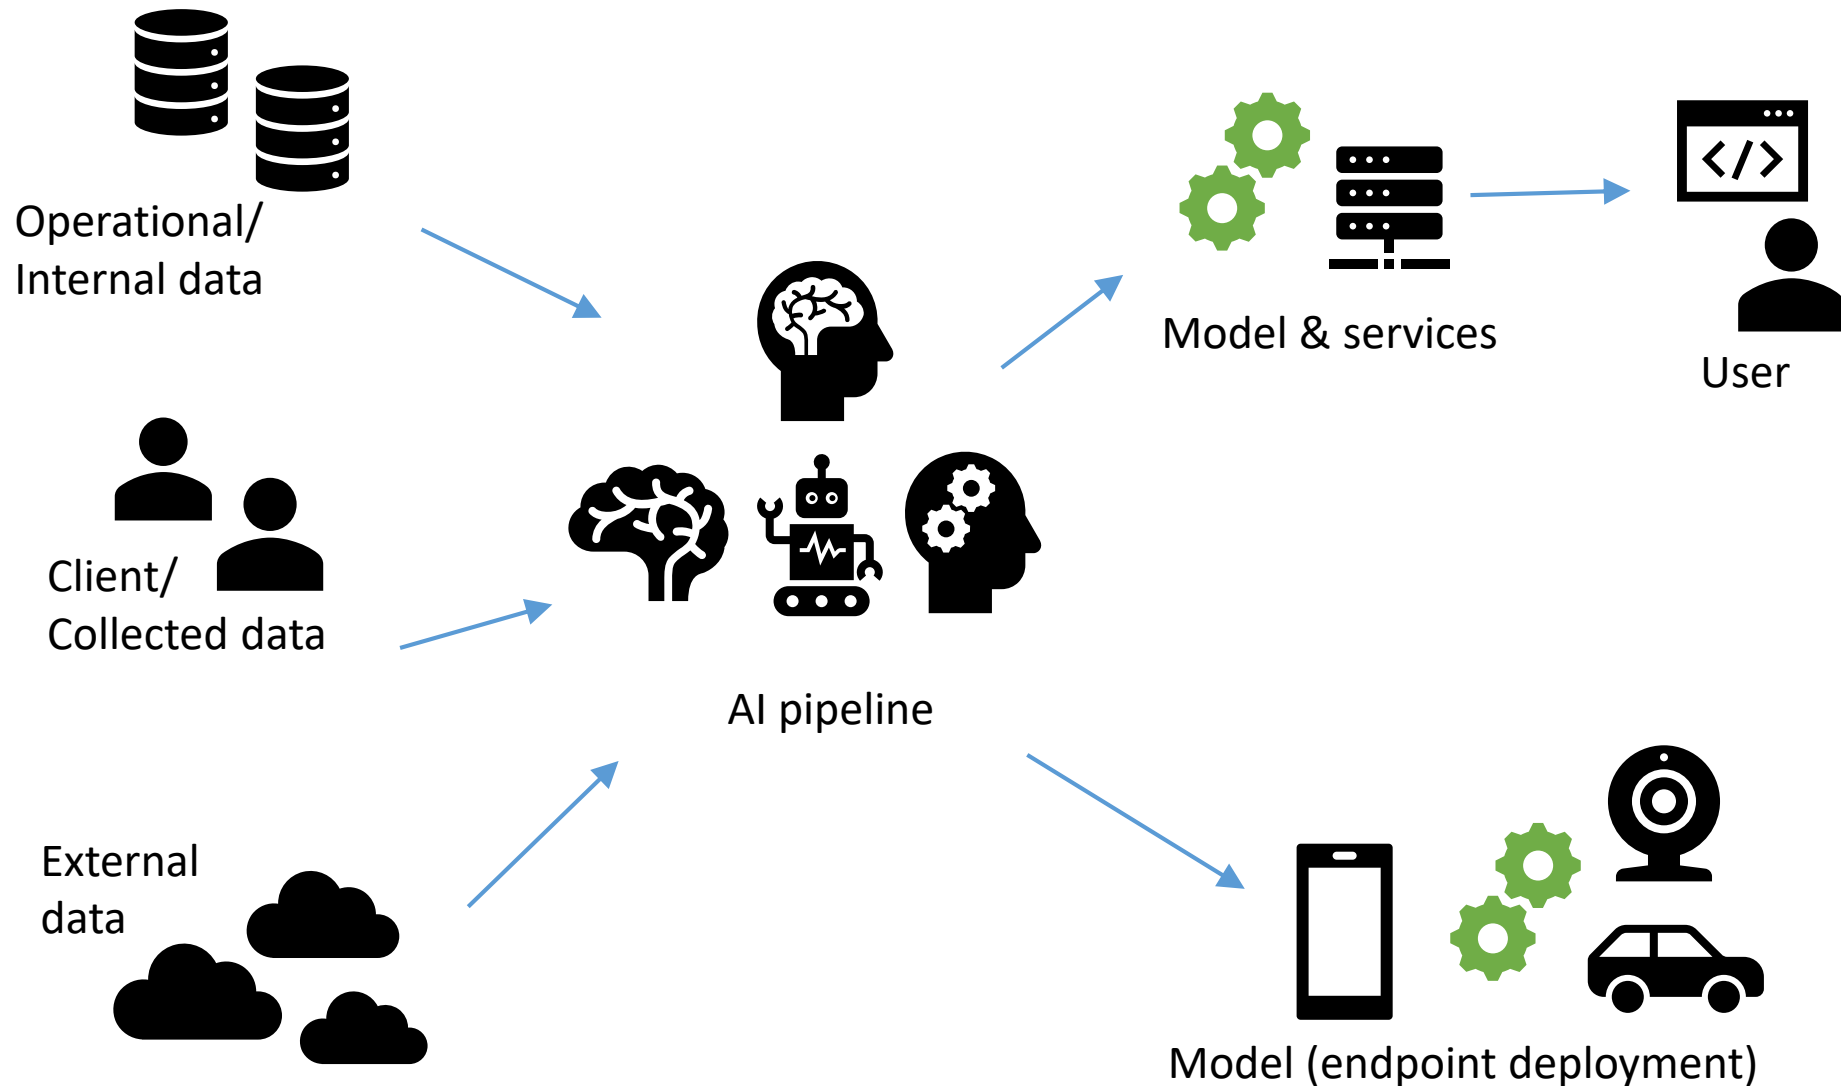 Operational/
Internal data
Client/
Collected data
External
data
AI pipeline
Model & services
</>
User
Model (endpoint deployment)